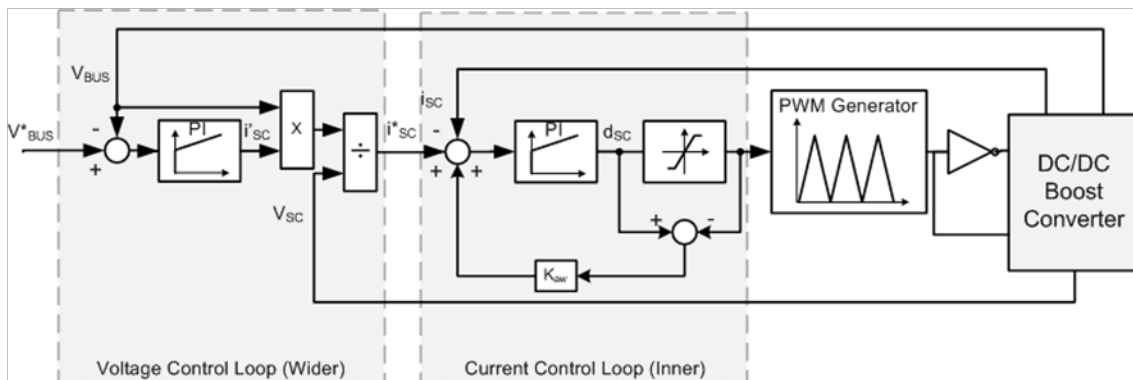 V_BUS
V*_BUS
-
+
PI
i'_SC
X
÷
i*_SC
V_SC
i_SC
-
+
+
PI
d_SC
+
-
K_aw
PWM Generator
DC/DC
Boost
Converter
Voltage Control Loop (Wider)
Current Control Loop (Inner)